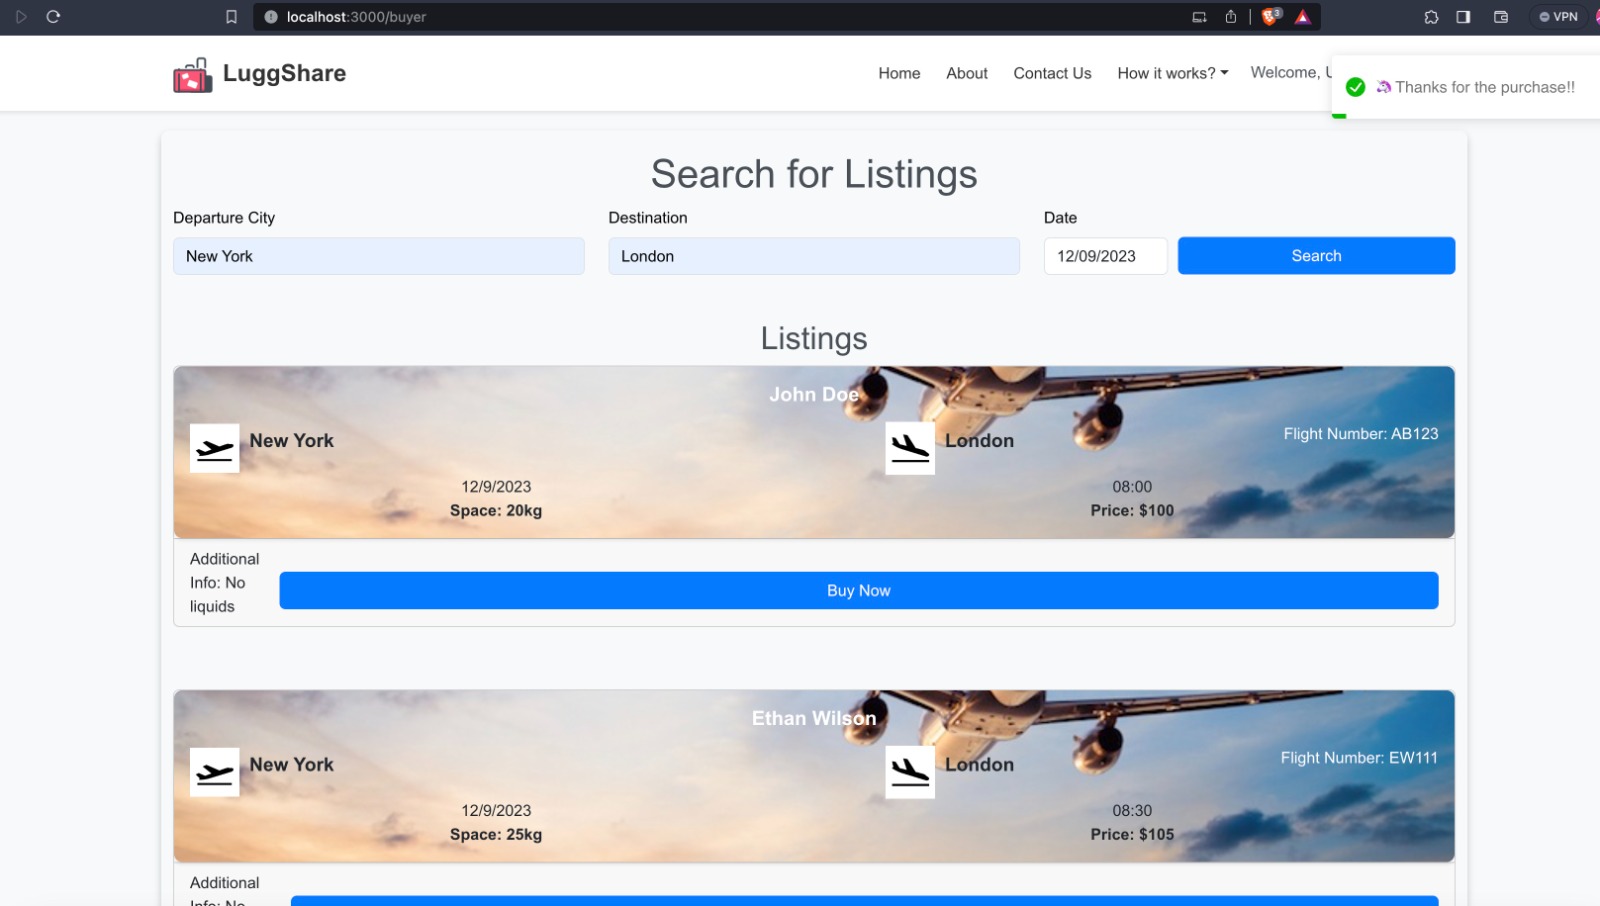 localhost:3000/buyer
3
VPN
LuggShare
Home
About
Contact Us
How it works?
Welcome, U
Thanks for the purchase!!
Search for Listings
Departure City
Destination
Date
New York
London
12/09/2023
Search
Listings
John Doe
New York
London
Flight Number: AB123
12/9/2023
08:00
Space: 20kg
Price: $100
Additional
Info: No
liquids
Buy Now
Ethan Wilson
New York
London
Flight Number: EW111
12/9/2023
08:30
Space: 25kg
Price: $105
Additional
Info: No